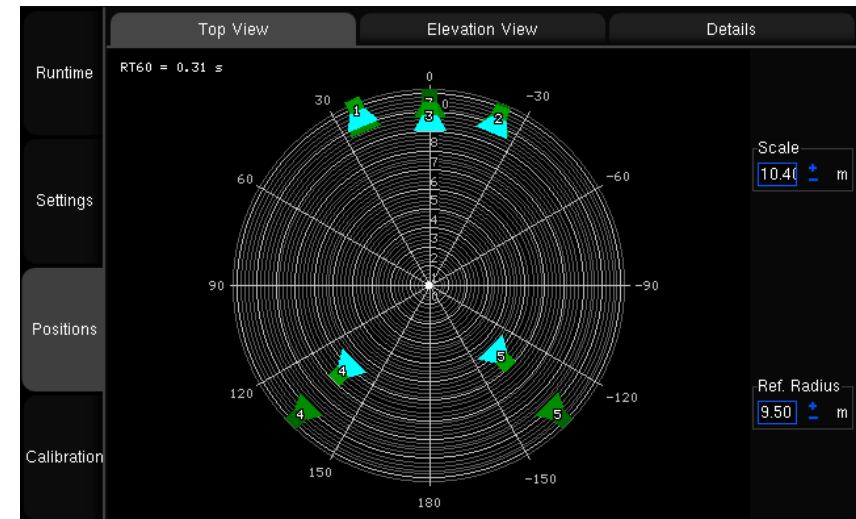 Top View
Elevation View
Details
Runtime
Settings
Positions
Calibration
RT60 = 0.31 s
0
30
-30
60
-60
90
-90
120
-120
150
-150
180
1
3
2
7
0
8
7
6
5
4
3
2
1
0
4
5
4
5
Scale
10.40
m
Ref. Radius
9.50
m